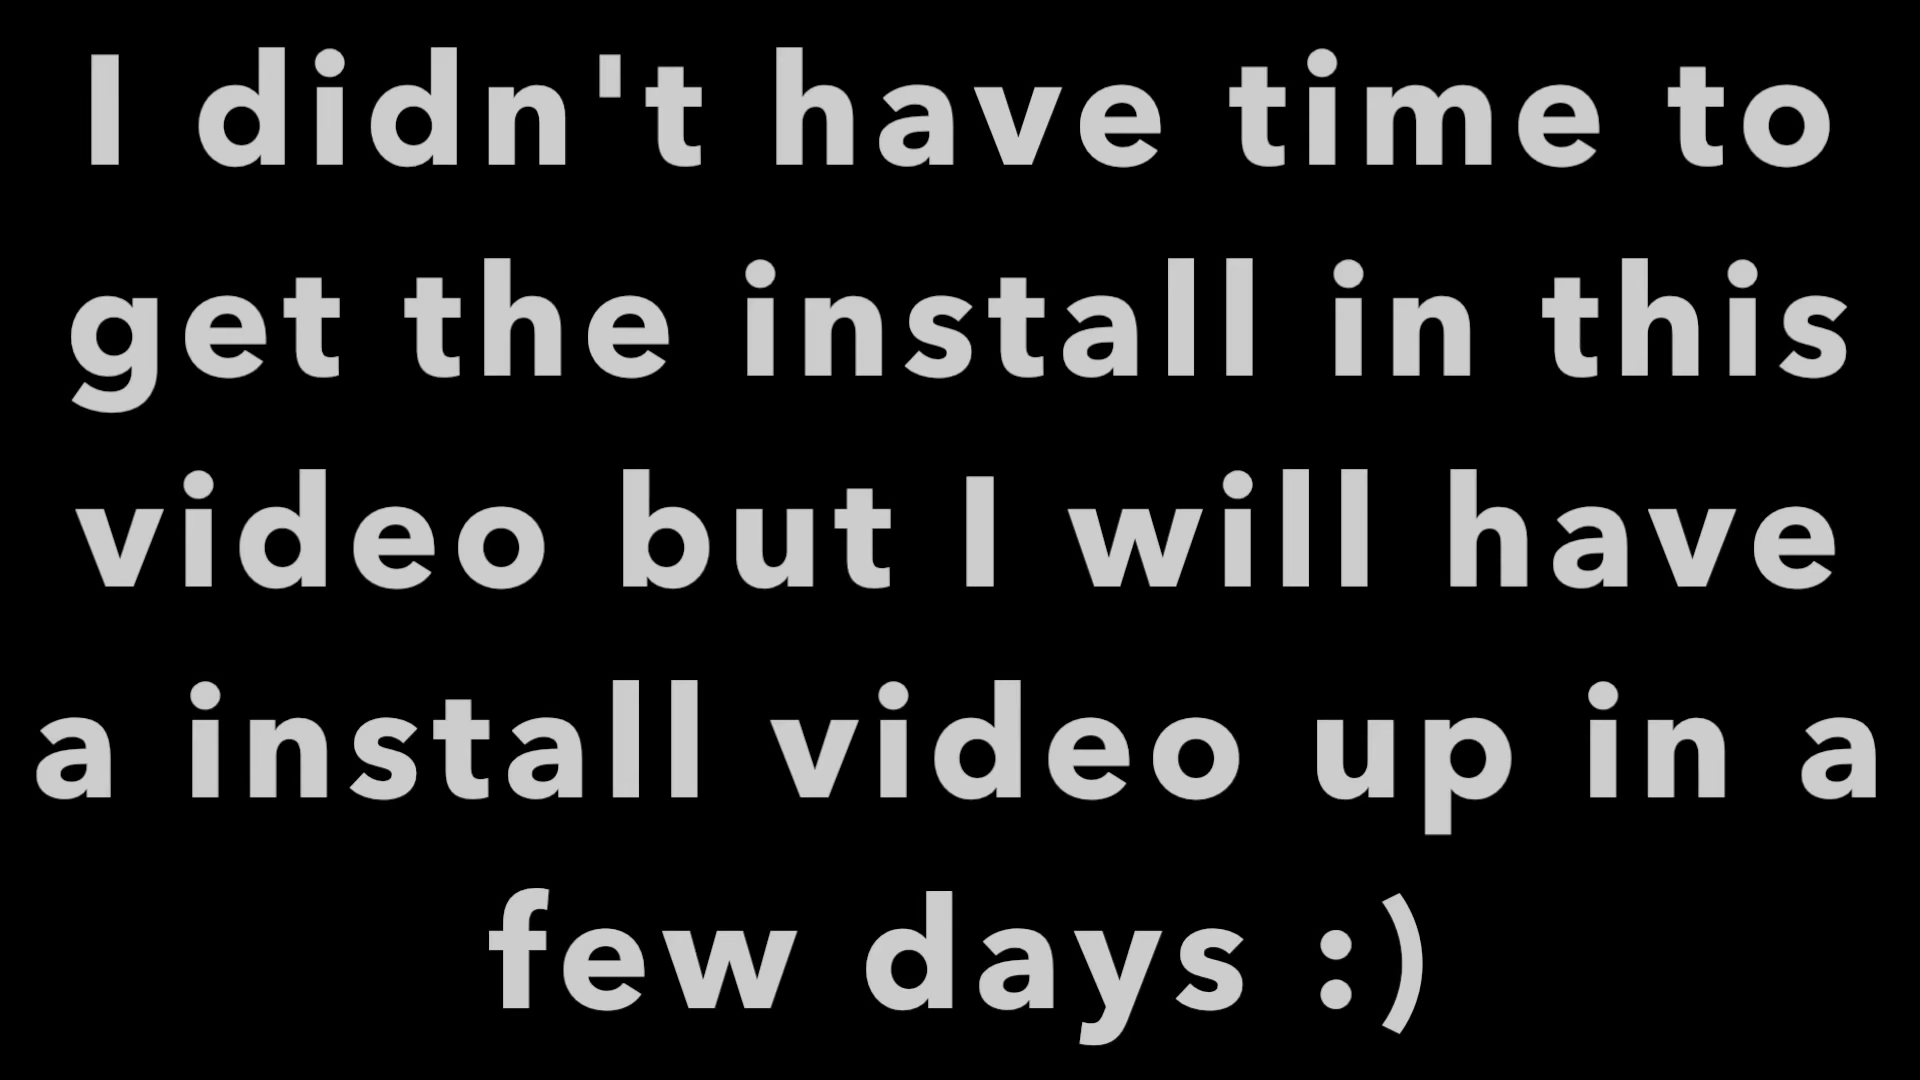 I didn't have time to
get the install in this
video but I will have
a install video up in a
few days :)